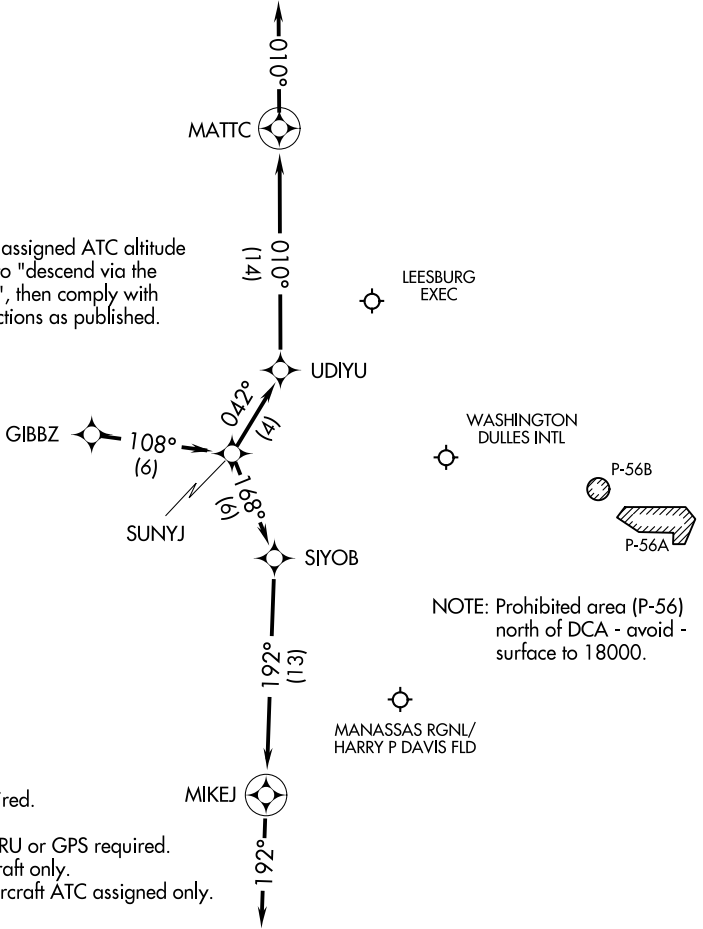 010°
MATTC
assigned ATC altitude
o "descend via the
", then comply with
ctions as published.
010°
(14)
LEESBURG
EXEC
UDIYU
042°
(4)
GIBBZ
108°
(6)
WASHINGTON
DULLES INTL
P-56B
168°
(6)
SUNYJ
P-56A
SIYOB
NOTE: Prohibited area (P-56)
north of DCA - avoid -
surface to 18000.
192°
(13)
MANASSAS RGNL/
HARRY P DAVIS FLD
MIKEJ
ired.
RU or GPS required.
raft only.
rcraft ATC assigned only.
192°